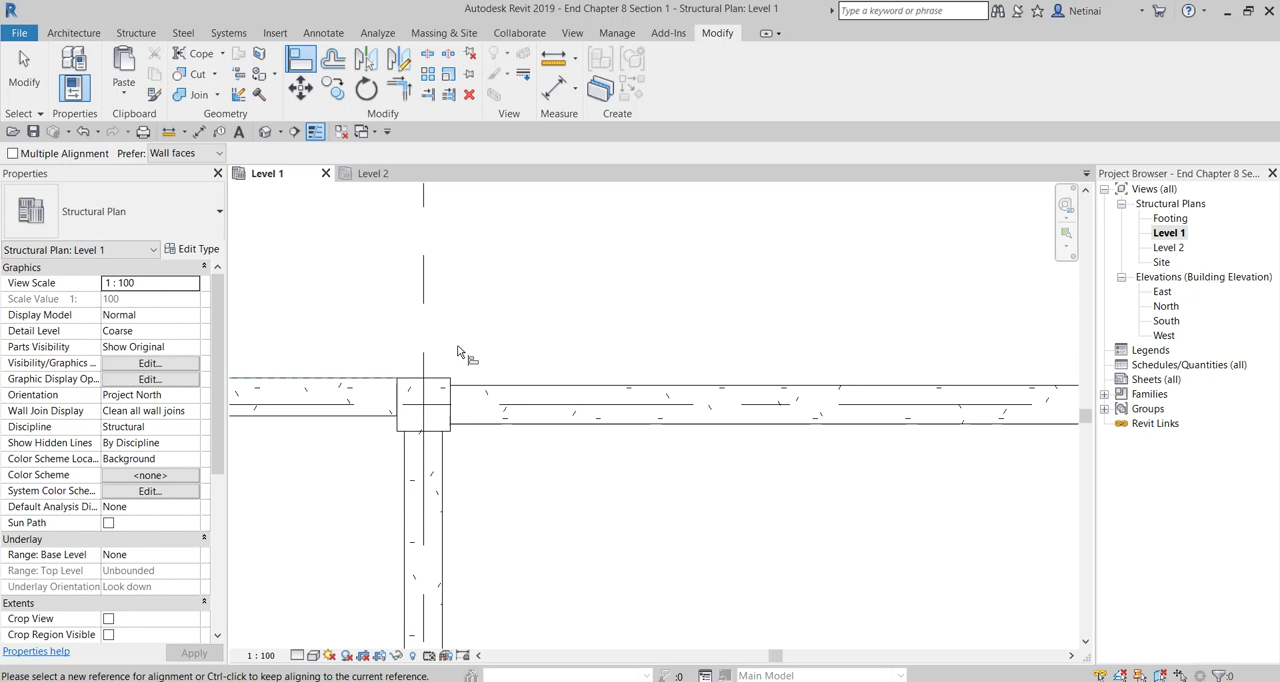 Autodesk Revit 2019 - End Chapter 8 Section 1 - Structural Plan: Level 1
Type a keyword or phrase
Netinai
File Architecture Structure Steel Systems Insert Annotate Analyze Massing & Site Collaborate View Manage Add-Ins Modify
Modify
Paste
Cope
Cut
Join
Select Properties Clipboard Geometry Modify View Measure Create
Multiple Alignment Prefer: Wall faces
Properties
Level 1
Level 2
Project Browser - End Chapter 8 Se...
Structural Plan
Structural Plan: Level 1 Edit Type
Graphics
View Scale 1 : 100
Scale Value 1: 100
Display Model Normal
Detail Level Coarse
Parts Visibility Show Original
Visibility/Graphics ... Edit...
Graphic Display Op... Edit...
Orientation Project North
Wall Join Display Clean all wall joins
Discipline Structural
Show Hidden Lines By Discipline
Color Scheme Loca... Background
Color Scheme <none>
System Color Sche... Edit...
Default Analysis Di... None
Sun Path
Underlay
Range: Base Level None
Range: Top Level Unbounded
Underlay Orientation Look down
Extents
Crop View
Crop Region Visible
Properties help Apply
Views (all)
Structural Plans
Footing
Level 1
Level 2
Site
Elevations (Building Elevation)
East
North
South
West
Legends
Schedules/Quantities (all)
Sheets (all)
Families
Groups
Revit Links
1 : 100
Please select a new reference for alignment or Ctrl-click to keep aligning to the current reference.
:0
Main Model
:0